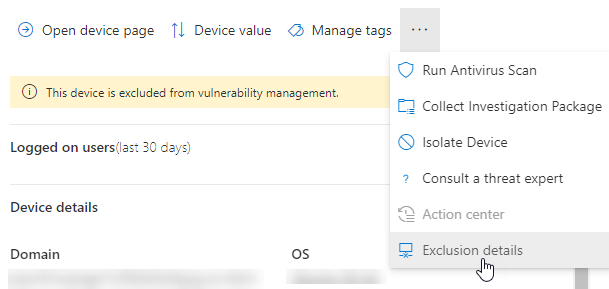 Open device page Device value Manage tags ...
Run Antivirus Scan
This device is excluded from vulnerability management.
Collect Investigation Package
Isolate Device
Logged on users(last 30 days)
Consult a threat expert
Device details
Action center
Domain OS
Exclusion details